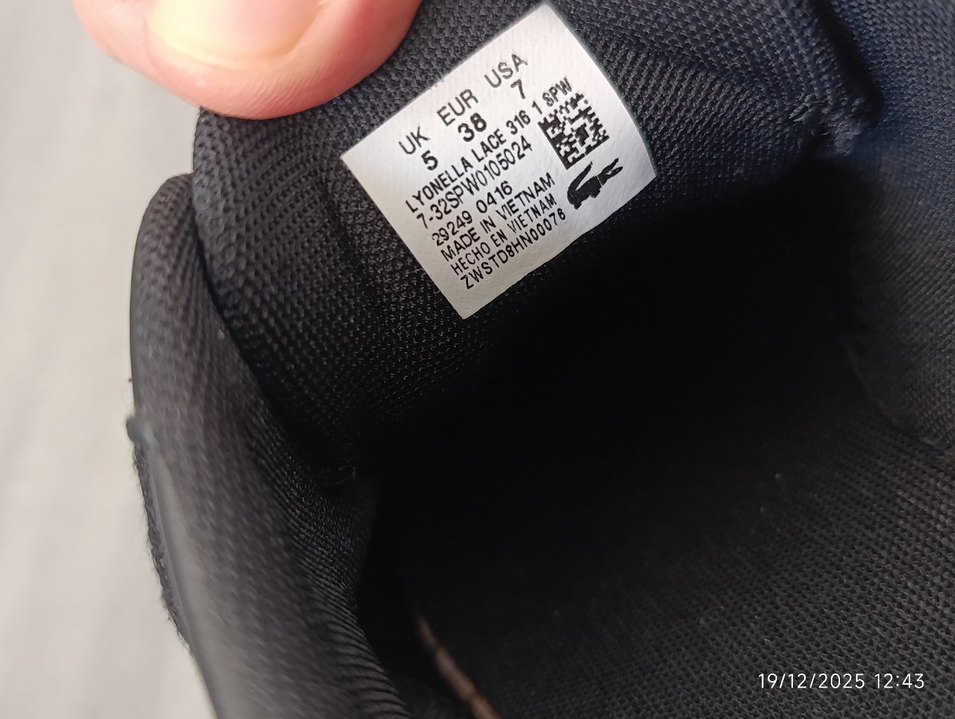 UK EUR USA
5 38 7
LYONELLA LACE 316 1 SPW
7-32SPW0105024
29249 0416
MADE IN VIETNAM
HECHO EN VIETNAM
ZWSTD8HN00076
19/12/2025 12:43